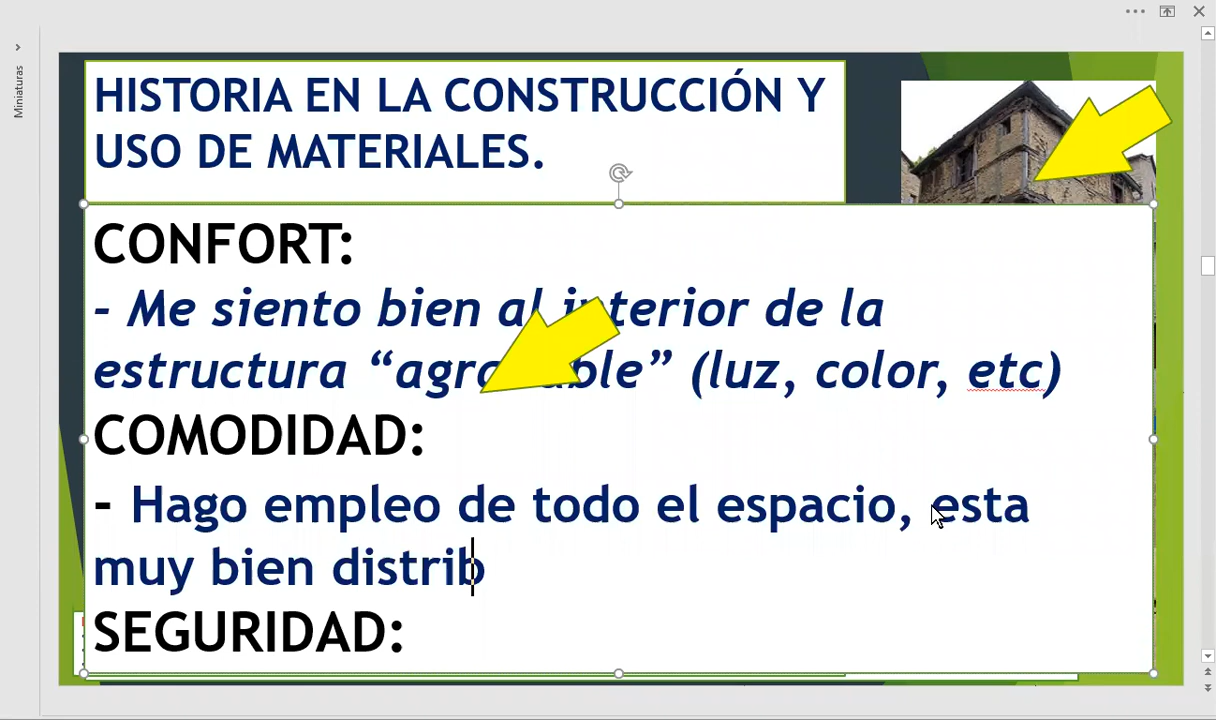 Miniaturas
HISTORIA EN LA CONSTRUCCIÓN Y
USO DE MATERIALES.
CONFORT:
- Me siento bien al interior de la
estructura “agradable” (luz, color, etc)
COMODIDAD:
- Hago empleo de todo el espacio, esta
muy bien distrib
SEGURIDAD: